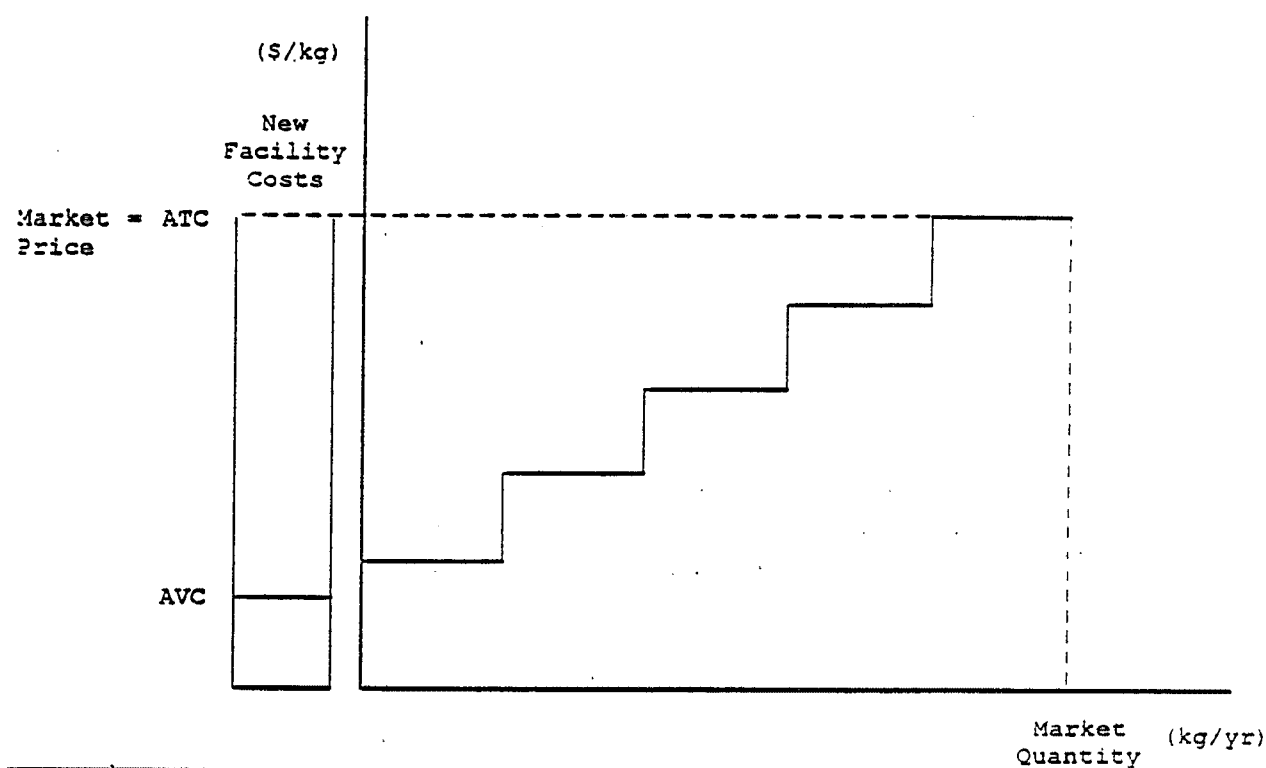 ($/kg)
New
Facility
Costs
Market = ATC
Price
AVC
Market (kg/yr)
Quantity